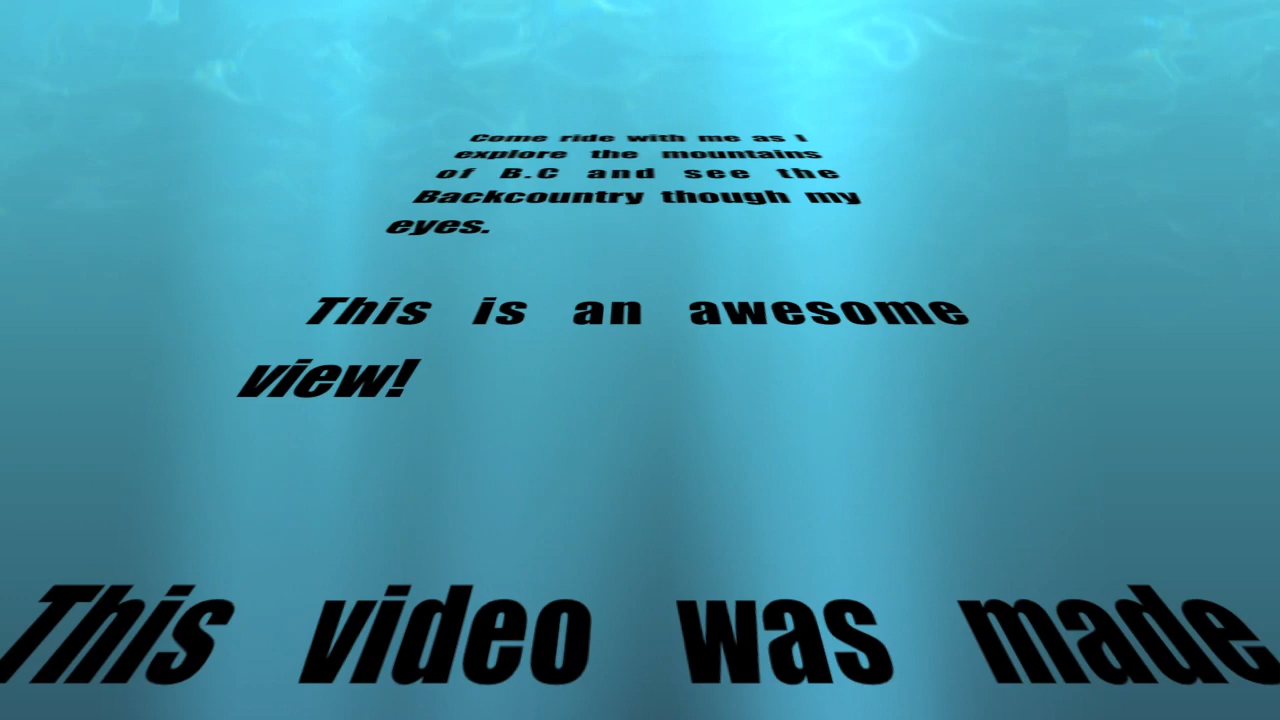 Come ride with me as I
explore the mountains
of B.C and see the
Backcountry though my
eyes.
This is an awesome
view!
This video was made